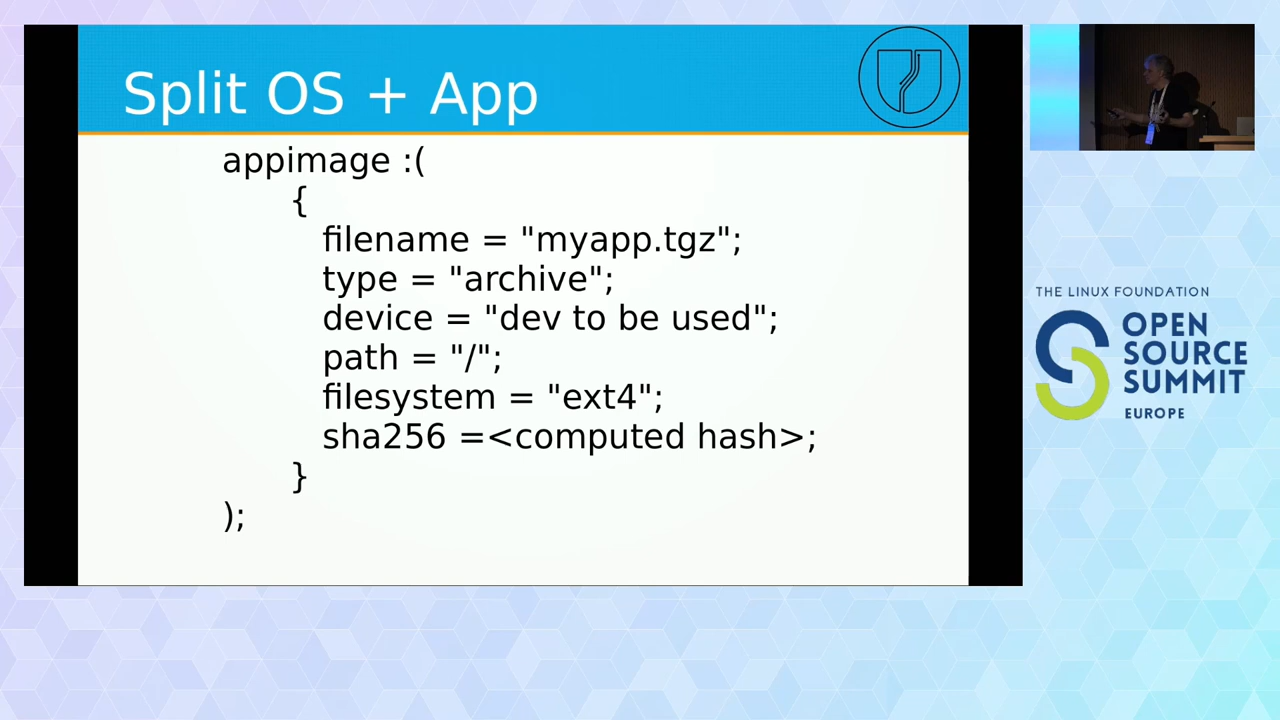 Split OS + App
appimage :(
{
filename = "myapp.tgz";
type = "archive";
device = "dev to be used";
path = "/";
filesystem = "ext4";
sha256 =<computed hash>;
}
);
THE LINUX FOUNDATION
OPEN
SOURCE
SUMMIT
EUROPE